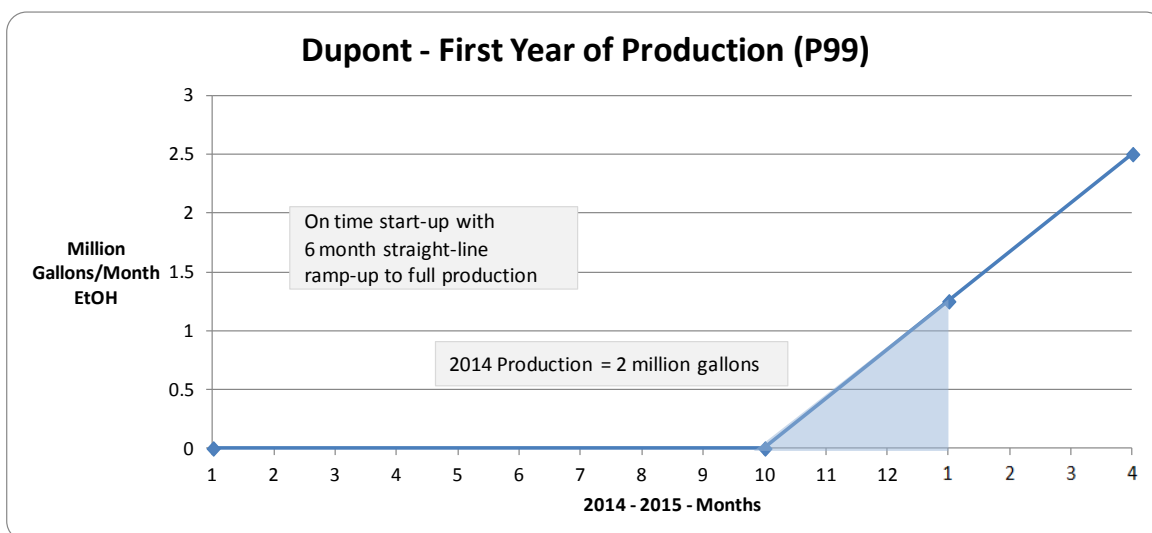 Dupont - First Year of Production (P99)
3
2.5
2
1.5
1
0.5
0
Million
Gallons/Month
EtOH
On time start-up with
6 month straight-line
ramp-up to full production
2014 Production = 2 million gallons
1 2 3 4 5 6 7 8 9 10 11 12 1 2 3 4
2014 - 2015 - Months